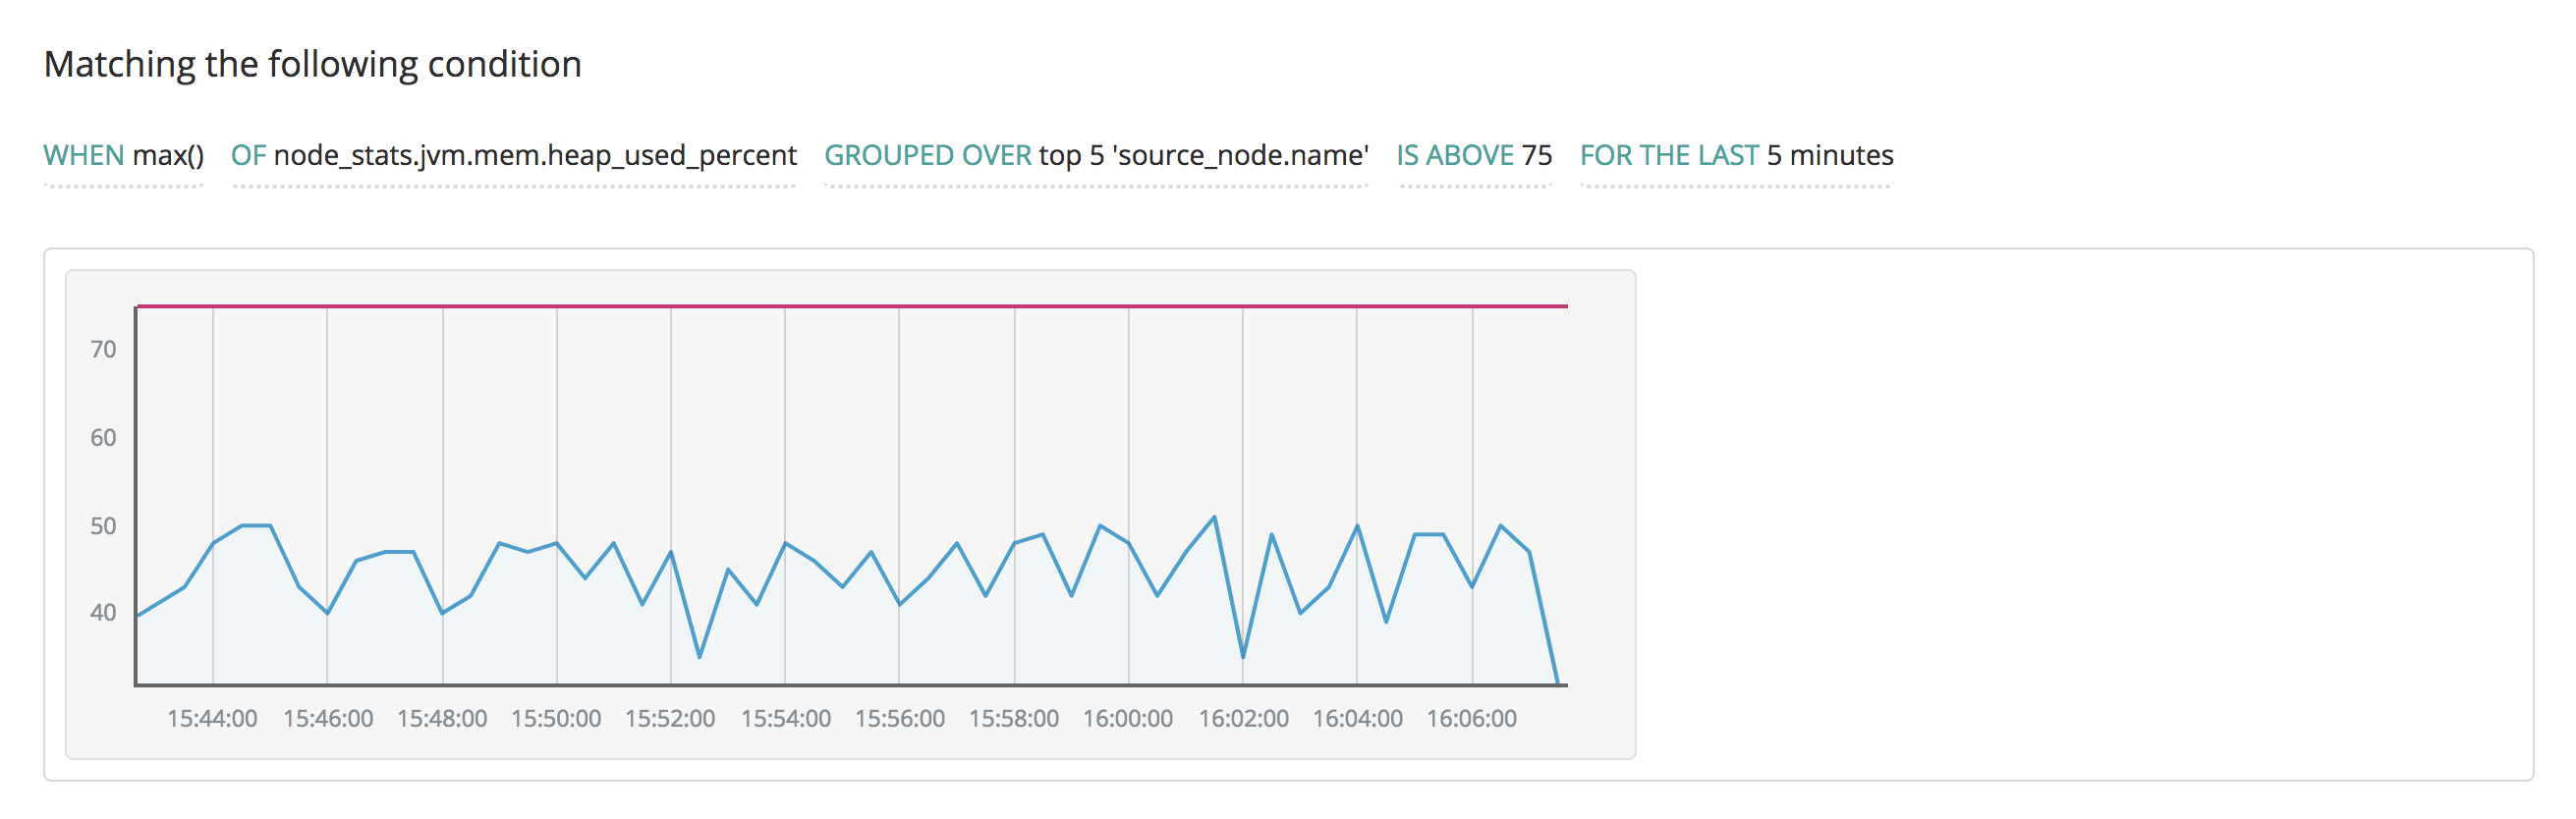 Matching the following condition
WHEN max() OF node_stats.jvm.mem.heap_used_percent GROUPED OVER top 5 'source_node.name' IS ABOVE 75 FOR THE LAST 5 minutes
70
60
50
40
15:44:00 15:46:00 15:48:00 15:50:00 15:52:00 15:54:00 15:56:00 15:58:00 16:00:00 16:02:00 16:04:00 16:06:00